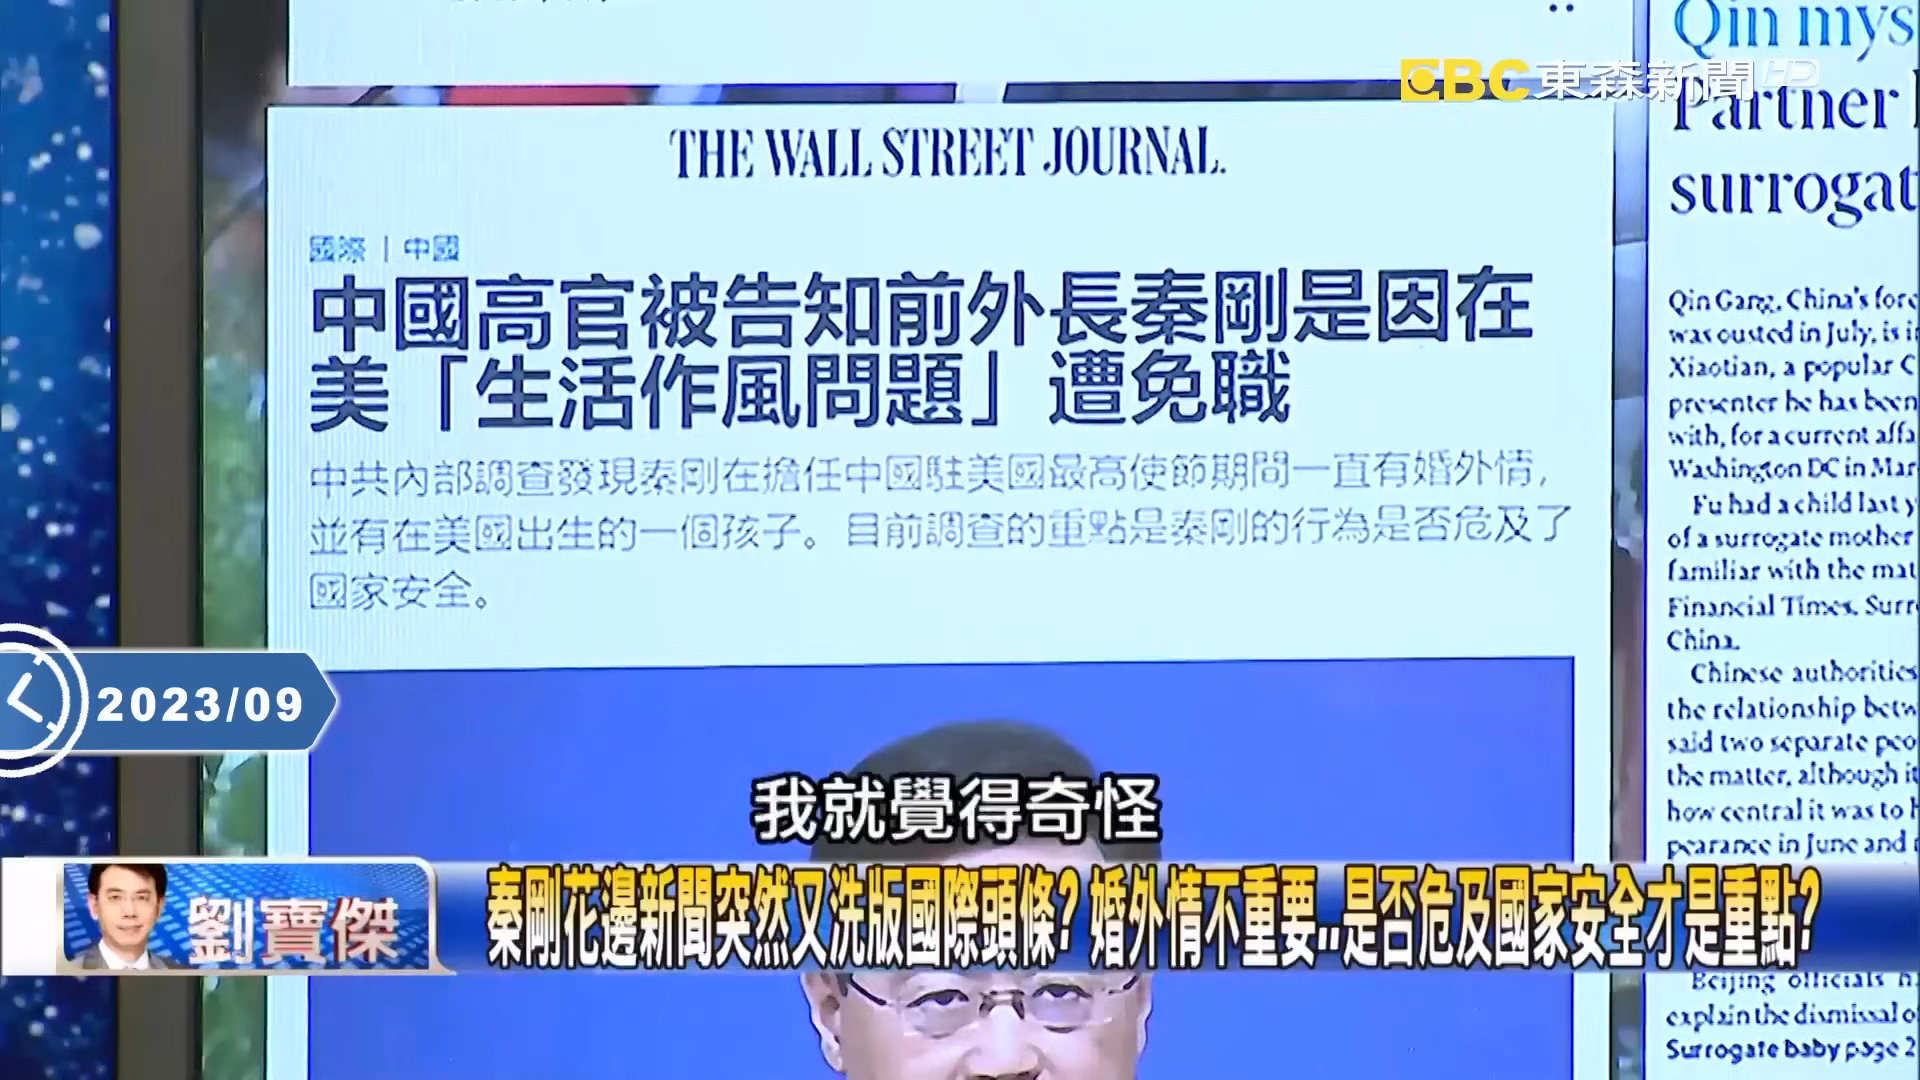 EBC 東森新聞 HD
THE WALL STREET JOURNAL.
國際 | 中國
中國高官被告知前外長秦剛是因在
美「生活作風問題」遭免職
中共內部調查發現秦剛在擔任中國駐美國最高使節期間一直有婚外情，
並有在美國出生的一個孩子。目前調查的重點是秦剛的行為是否危及了
國家安全。
Qin mys
Partner
surrogat
Qin Gang, China's fore
was ousted in July, is i
Xiaotian, a popular C
presenter he has been
with, for a current affa
Washington DC in Mar
Fu had a child last y
of a surrogate mother
familiar with the mat
Financial Times. Surr
China.
Chinese authorities
the relationship betw
said two separate peo
the matter, although it
how central it was to h
pearance in June and
Beijing officials h
explain the dismissal o
Surrogate baby page 2
2023/09
我就覺得奇怪
劉寶傑
秦剛花邊新聞突然又洗版國際頭條? 婚外情不重要..是否危及國家安全才是重點?